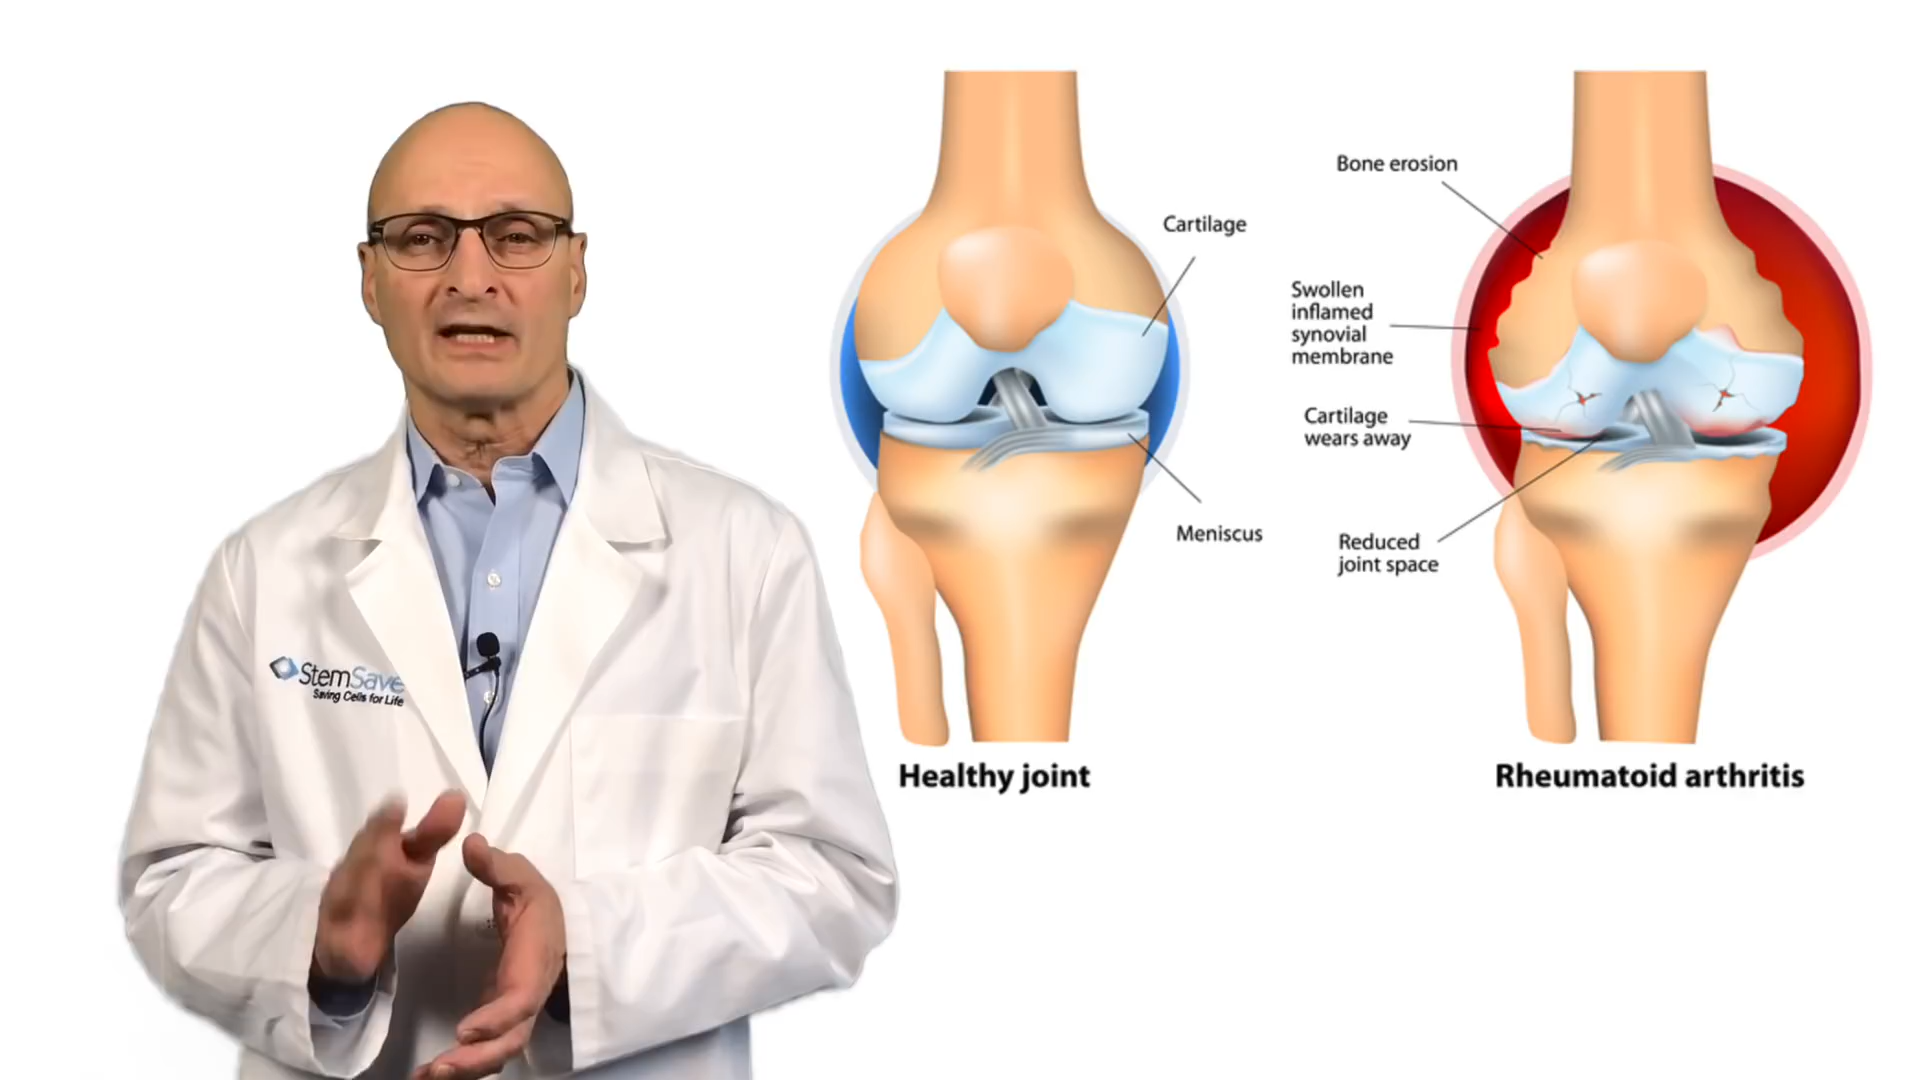 StemSave
Saving Cells for Life
Cartilage
Meniscus
Healthy joint
Bone erosion
Swollen
inflamed
synovial
membrane
Cartilage
wears away
Reduced
joint space
Rheumatoid arthritis